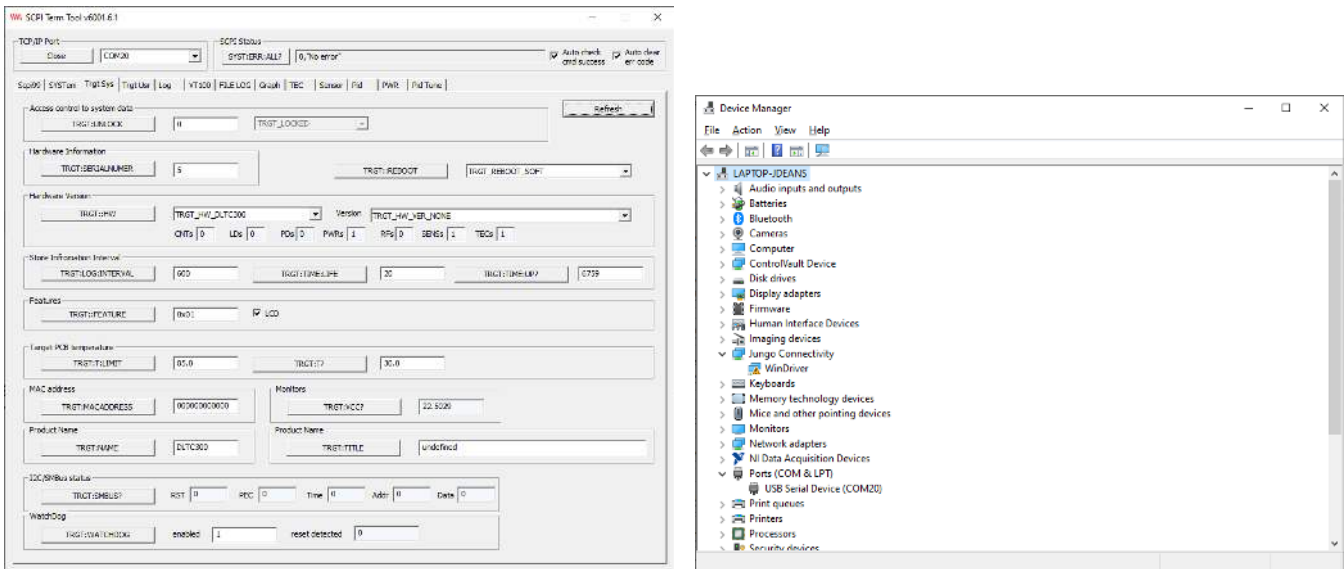 SCPI Term Tool v6001.6.1
TCP/IP Port
Close COM20
SCPI Status
SYST:ERR:ALL? 0,"No error"
Auto check cmd success
Auto clear err code
Scpi99 SYSTem TrgtSys TrgtUsr Log VT100 FILE LOG Graph TEC Sensor Pid PWR Pid Tune
Access control to system data
TRGT:UNLOCK 0 TRGT_LOCKED
Refresh
Hardware Information
TRGT:SERIALNUMER 5
TRGT:REBOOT TRGT_REBOOT_SOFT
Hardware Version
TRGT:HW TRGT_HW_DLTC300 Version TRGT_HW_VER_NONE
CNTs 0 LDs 0 PDs 0 PWRs 1 RFs 0 SENSs 1 TECs 1
Store Infromation Interval
TRGT:LOG:INTERVAL 600 TRGT:TIME:LIFE 20 TRGT:TIME:UP? 6759
Features
TRGT:FEATURE 0x01 LCD
Target PCB temperature
TRGT:T:LIMIT 85.0 TRGT:T? 30.0
MAC address
TRGT:MACADDRESS 000000000000
Monitors
TRGT:VCC? 22.5029
Product Name
TRGT:NAME DLTC300
Product Name
TRGT:TITLE undefined
I2C/SMBus status
TRGT:SMBUS? RST 0 PEC 0 Time 0 Addr 0 Data 0
WatchDog
TRGT:WATCHDOG enabled 1 reset detected 0
Device Manager
File Action View Help
LAPTOP-JDEANS
Audio inputs and outputs
Batteries
Bluetooth
Cameras
Computer
ControlVault Device
Disk drives
Display adapters
Firmware
Human Interface Devices
Imaging devices
Jungo Connectivity
WinDriver
Keyboards
Memory technology devices
Mice and other pointing devices
Monitors
Network adapters
NI Data Acquisition Devices
Ports (COM & LPT)
USB Serial Device (COM20)
Print queues
Printers
Processors
Security devices